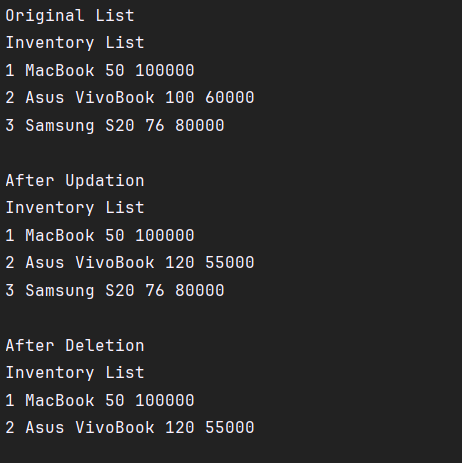 Original List
Inventory List
1 MacBook 50 100000
2 Asus VivoBook 100 60000
3 Samsung S20 76 80000
After Updation
Inventory List
1 MacBook 50 100000
2 Asus VivoBook 120 55000
3 Samsung S20 76 80000
After Deletion
Inventory List
1 MacBook 50 100000
2 Asus VivoBook 120 55000